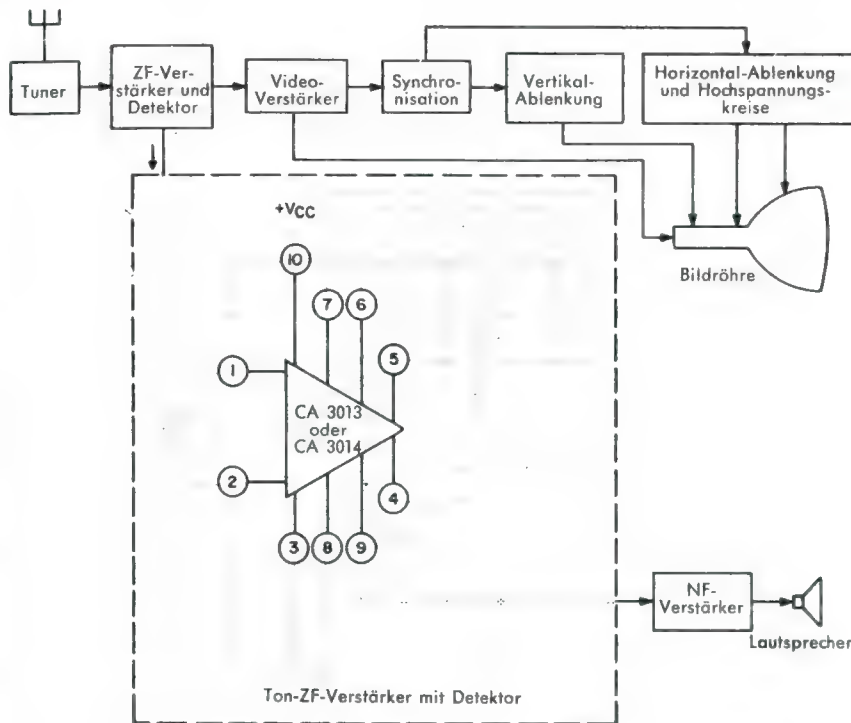 Tuner
ZF-Ver-
stärker und
Detektor
Video-
Verstärker
Synchro-
nisation
Vertikal-
Ablenkung
Horizontal-Ablenkung
und Hochspannungs-
kreise
Bildröhre
+VCC
10
7
6
5
1
CA 3013
oder
CA 3014
2
4
3
8
9
NF-
Verstärker
Lautsprecher
Ton-ZF-Verstärker mit Detektor